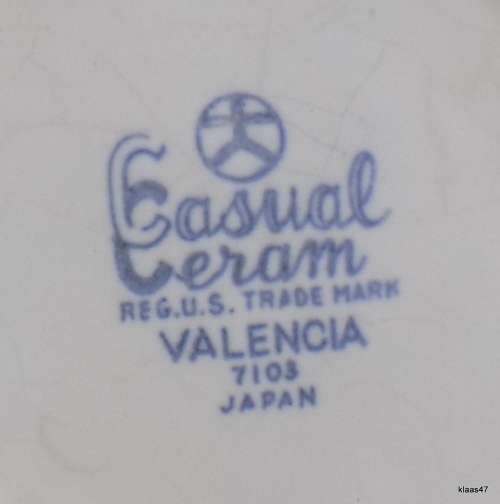 Casual
Ceram
REG.U.S. TRADE MARK
VALENCIA
7103
JAPAN
klaas47